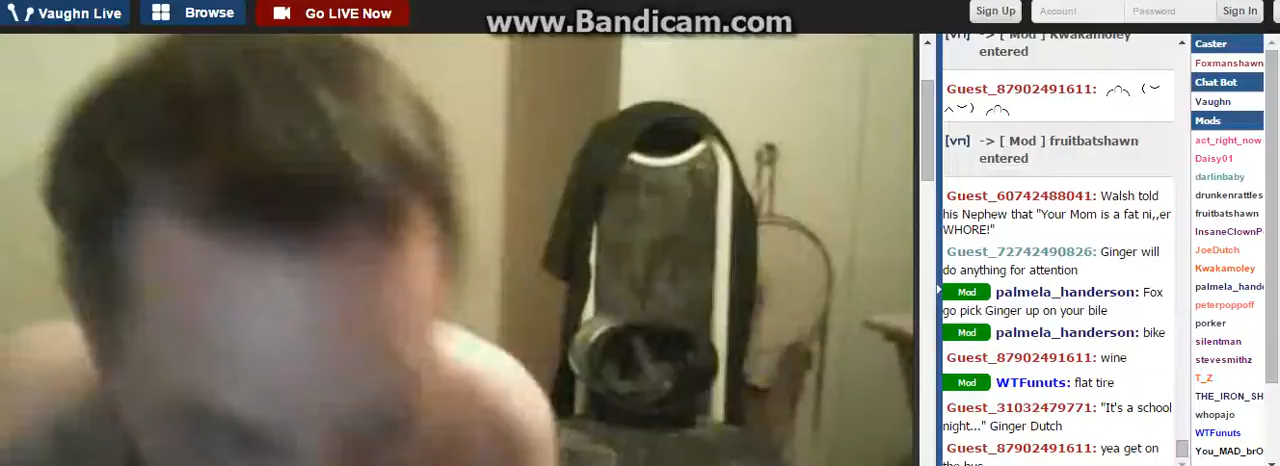 Vaughn Live
Browse
Go LIVE Now
www.Bandicam.com
Sign Up
Account
Password
Sign In
[vn] -> [ Mod ] Kwakamoley
entered
Guest_87902491611:
[vn] -> [ Mod ] fruitbatshawn
entered
Guest_60742488041: Walsh told
his Nephew that "Your Mom is a fat ni,,er
WHORE!"
Guest_72742490826: Ginger will
do anything for attention
Mod palmela_handerson: Fox
go pick Ginger up on your bile
Mod palmela_handerson: bike
Guest_87902491611: wine
Mod WTFunuts: flat tire
Guest_31032479771: "It's a school
night..." Ginger Dutch
Guest_87902491611: yea get on
the bus
Caster
Foxmanshawn
Chat Bot
Vaughn
Mods
act_right_now
Daisy01
darlinbaby
drunkenrattles
fruitbatshawn
InsaneClownP
JoeDutch
Kwakamoley
palmela_hand
peterpoppoff
porker
silentman
stevesmithz
T_Z
THE_IRON_SH
whopajo
WTFunuts
You_MAD_brO